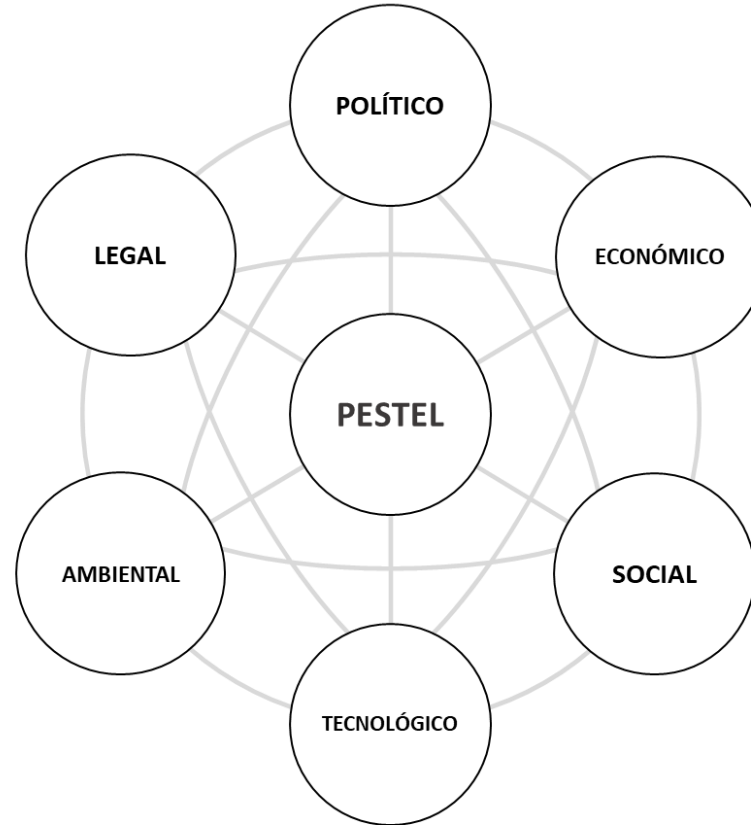 POLÍTICO
LEGAL
ECONÓMICO
PESTEL
AMBIENTAL
SOCIAL
TECNOLÓGICO